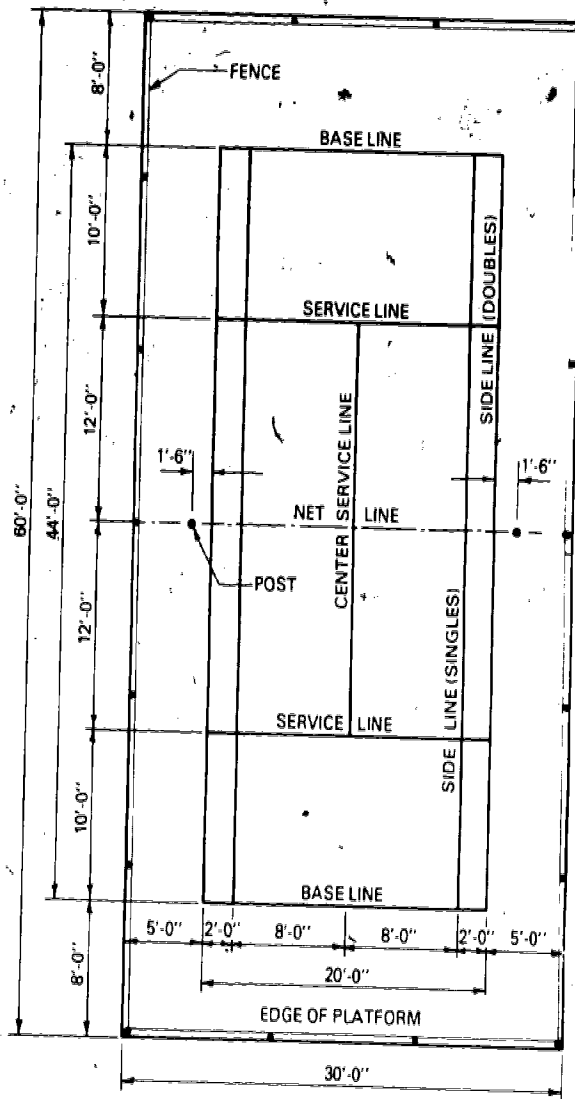 8'-0"
FENCE
BASE LINE
10'-0"
SERVICE LINE
SIDE LINE (DOUBLES)
12'-0"
CENTER SERVICE LINE
1'-6"
1'-6"
60'-0"
44'-0"
NET LINE
POST
12'-0"
SIDE LINE (SINGLES)
SERVICE LINE
10'-0"
BASE LINE
5'-0" 2'-0" 8'-0" 8'-0" 2'-0" 5'-0"
8'-0"
20'-0"
EDGE OF PLATFORM
30'-0"